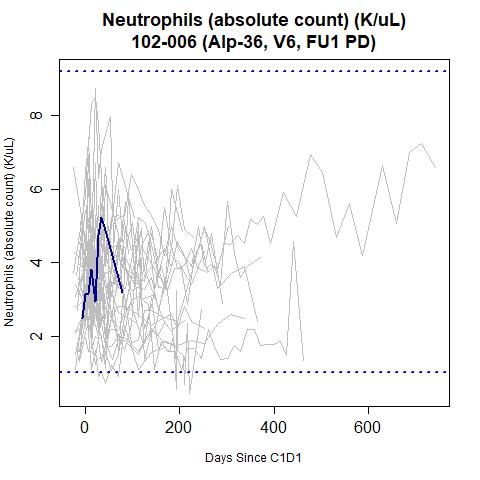 Neutrophils (absolute count) (K/uL)
102-006 (Alp-36, V6, FU1 PD)
Neutrophils (absolute count) (K/uL)
8
6
4
2
0 200 400 600
Days Since C1D1